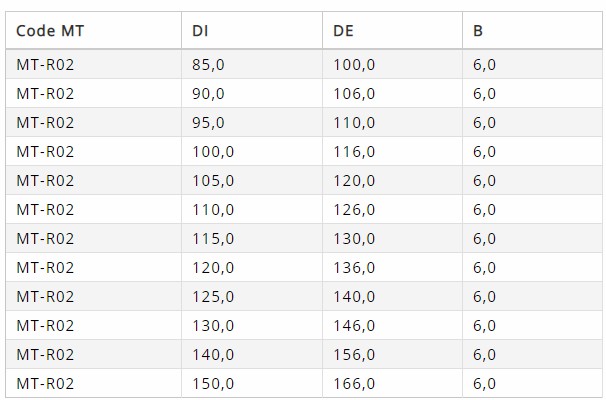 Code MT DI DE B
MT-R02 85,0 100,0 6,0
MT-R02 90,0 106,0 6,0
MT-R02 95,0 110,0 6,0
MT-R02 100,0 116,0 6,0
MT-R02 105,0 120,0 6,0
MT-R02 110,0 126,0 6,0
MT-R02 115,0 130,0 6,0
MT-R02 120,0 136,0 6,0
MT-R02 125,0 140,0 6,0
MT-R02 130,0 146,0 6,0
MT-R02 140,0 156,0 6,0
MT-R02 150,0 166,0 6,0